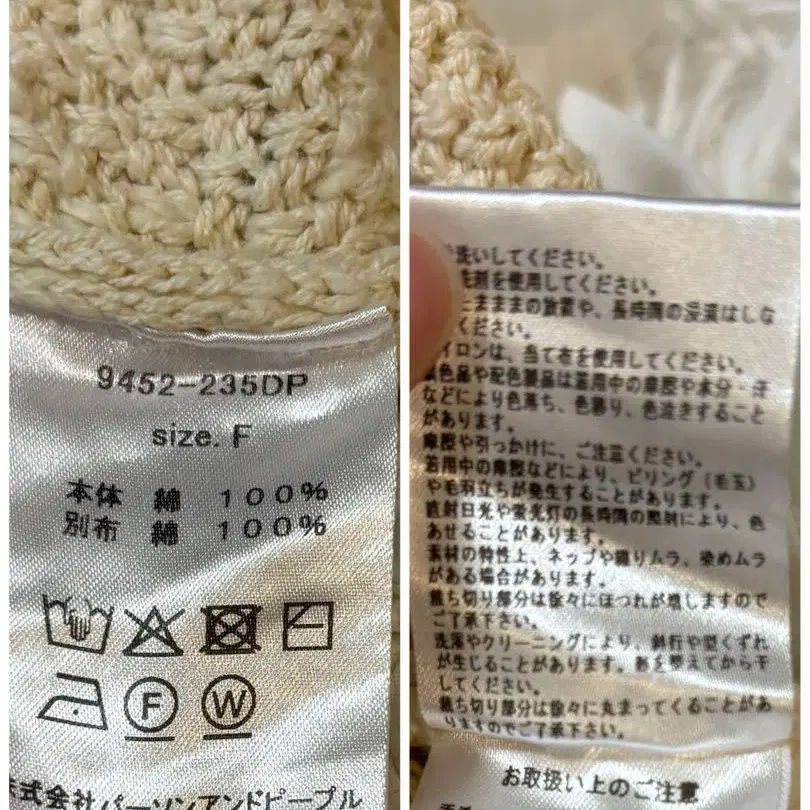 9452-235DP
size. F
本体 綿 100%
別布 綿 100%
F
W
式会社パーソンアンドピープル
洗いしてください。
毛剤を使用してください。
たままの放置や、長時間の浸漬はしな
ください。
イロンは、当て布を使用してください。
色品や配色製品は着用中の摩擦や水分・汗
などにより色落ち、色移り、色泣きすること
があります。
摩擦や引っかけに、ご注意ください。
着用中の摩擦などにより、ピリング（毛玉）
や毛羽立ちが発生することがあります。
直射日光や蛍光灯の長時間の照射により、色
あせることがあります。
素材の特性上、ネップや織りムラ、染めムラ
がある場合があります。
裁ち切り部分は徐々にほつれが増しますので
ご了承下さい。
洗濯やクリーニングにより、斜行や型くずれ
が生じることがあります。形を整えてから干
してください。
裁ち切り部分は徐々に丸まってくることがあ
りますのでご了承下さい。
お取扱い上のご注意